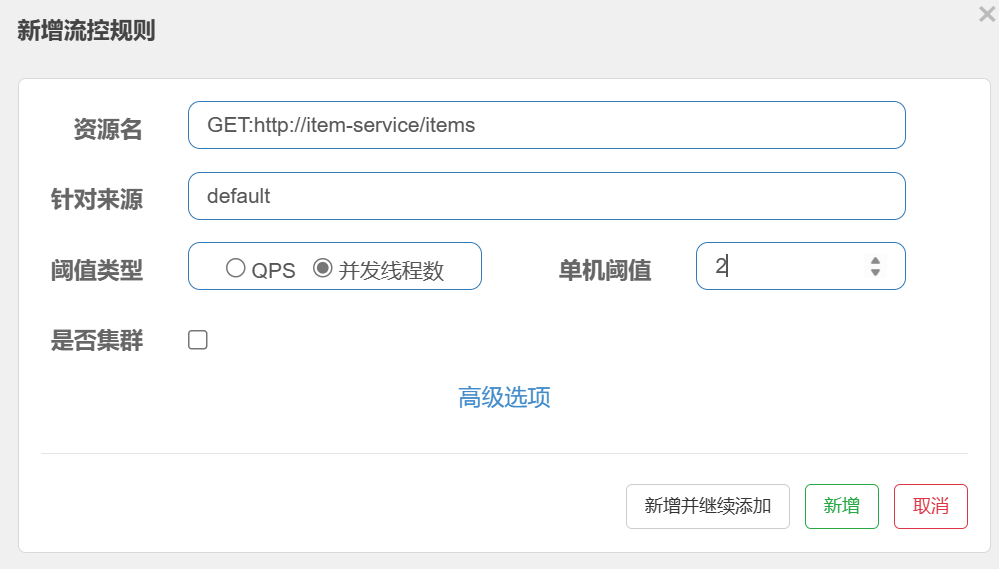 新增流控规则
资源名 GET:http://item-service/items
针对来源 default
阈值类型 QPS 并发线程数 单机阈值 2
是否集群
高级选项
新增并继续添加 新增 取消